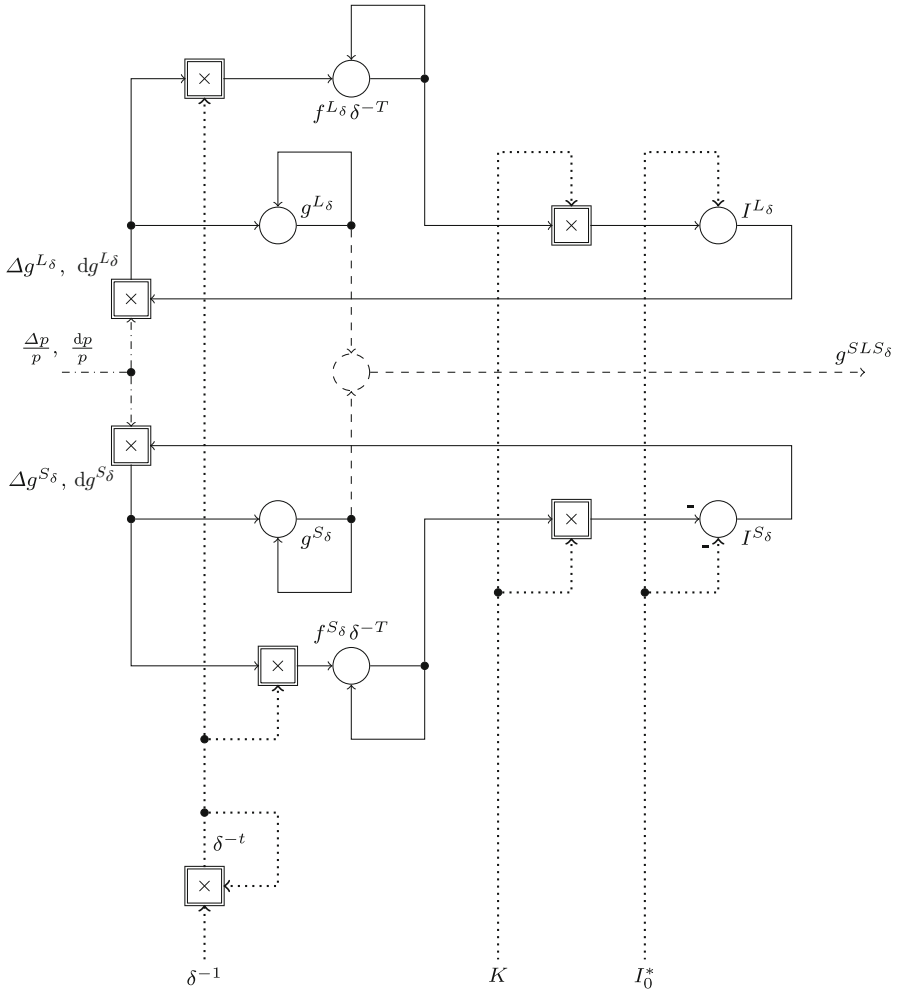 ×
f^{L_δ} δ^{-T}
g^{L_δ}
× I^{L_δ}
Δg^{L_δ}, dg^{L_δ}
×
Δp/p, dp/p
g^{SLS_δ}
×
Δg^{S_δ}, dg^{S_δ}
-
×
g^{S_δ} - I^{S_δ}
f^{S_δ} δ^{-T}
×
δ^{-t}
×
δ^{-1} K I_0^*